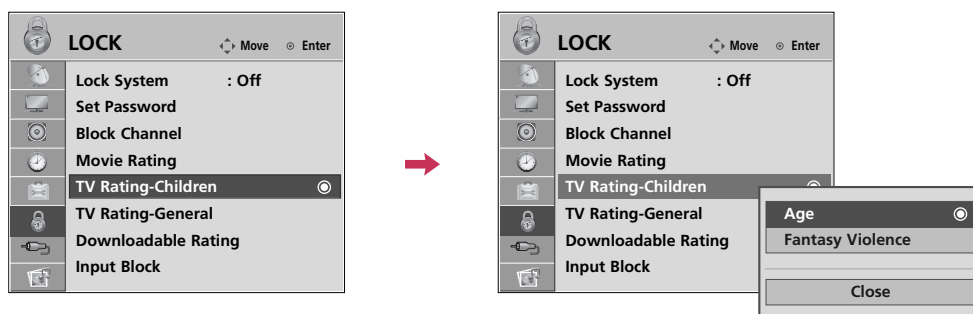 LOCK
Move Enter
Lock System : Off
Set Password
Block Channel
Movie Rating
TV Rating-Children
TV Rating-General
Downloadable Rating
Input Block
LOCK
Move Enter
Lock System : Off
Set Password
Block Channel
Movie Rating
TV Rating-Children
TV Rating-General
Downloadable Rating
Input Block
Age
Fantasy Violence
Close